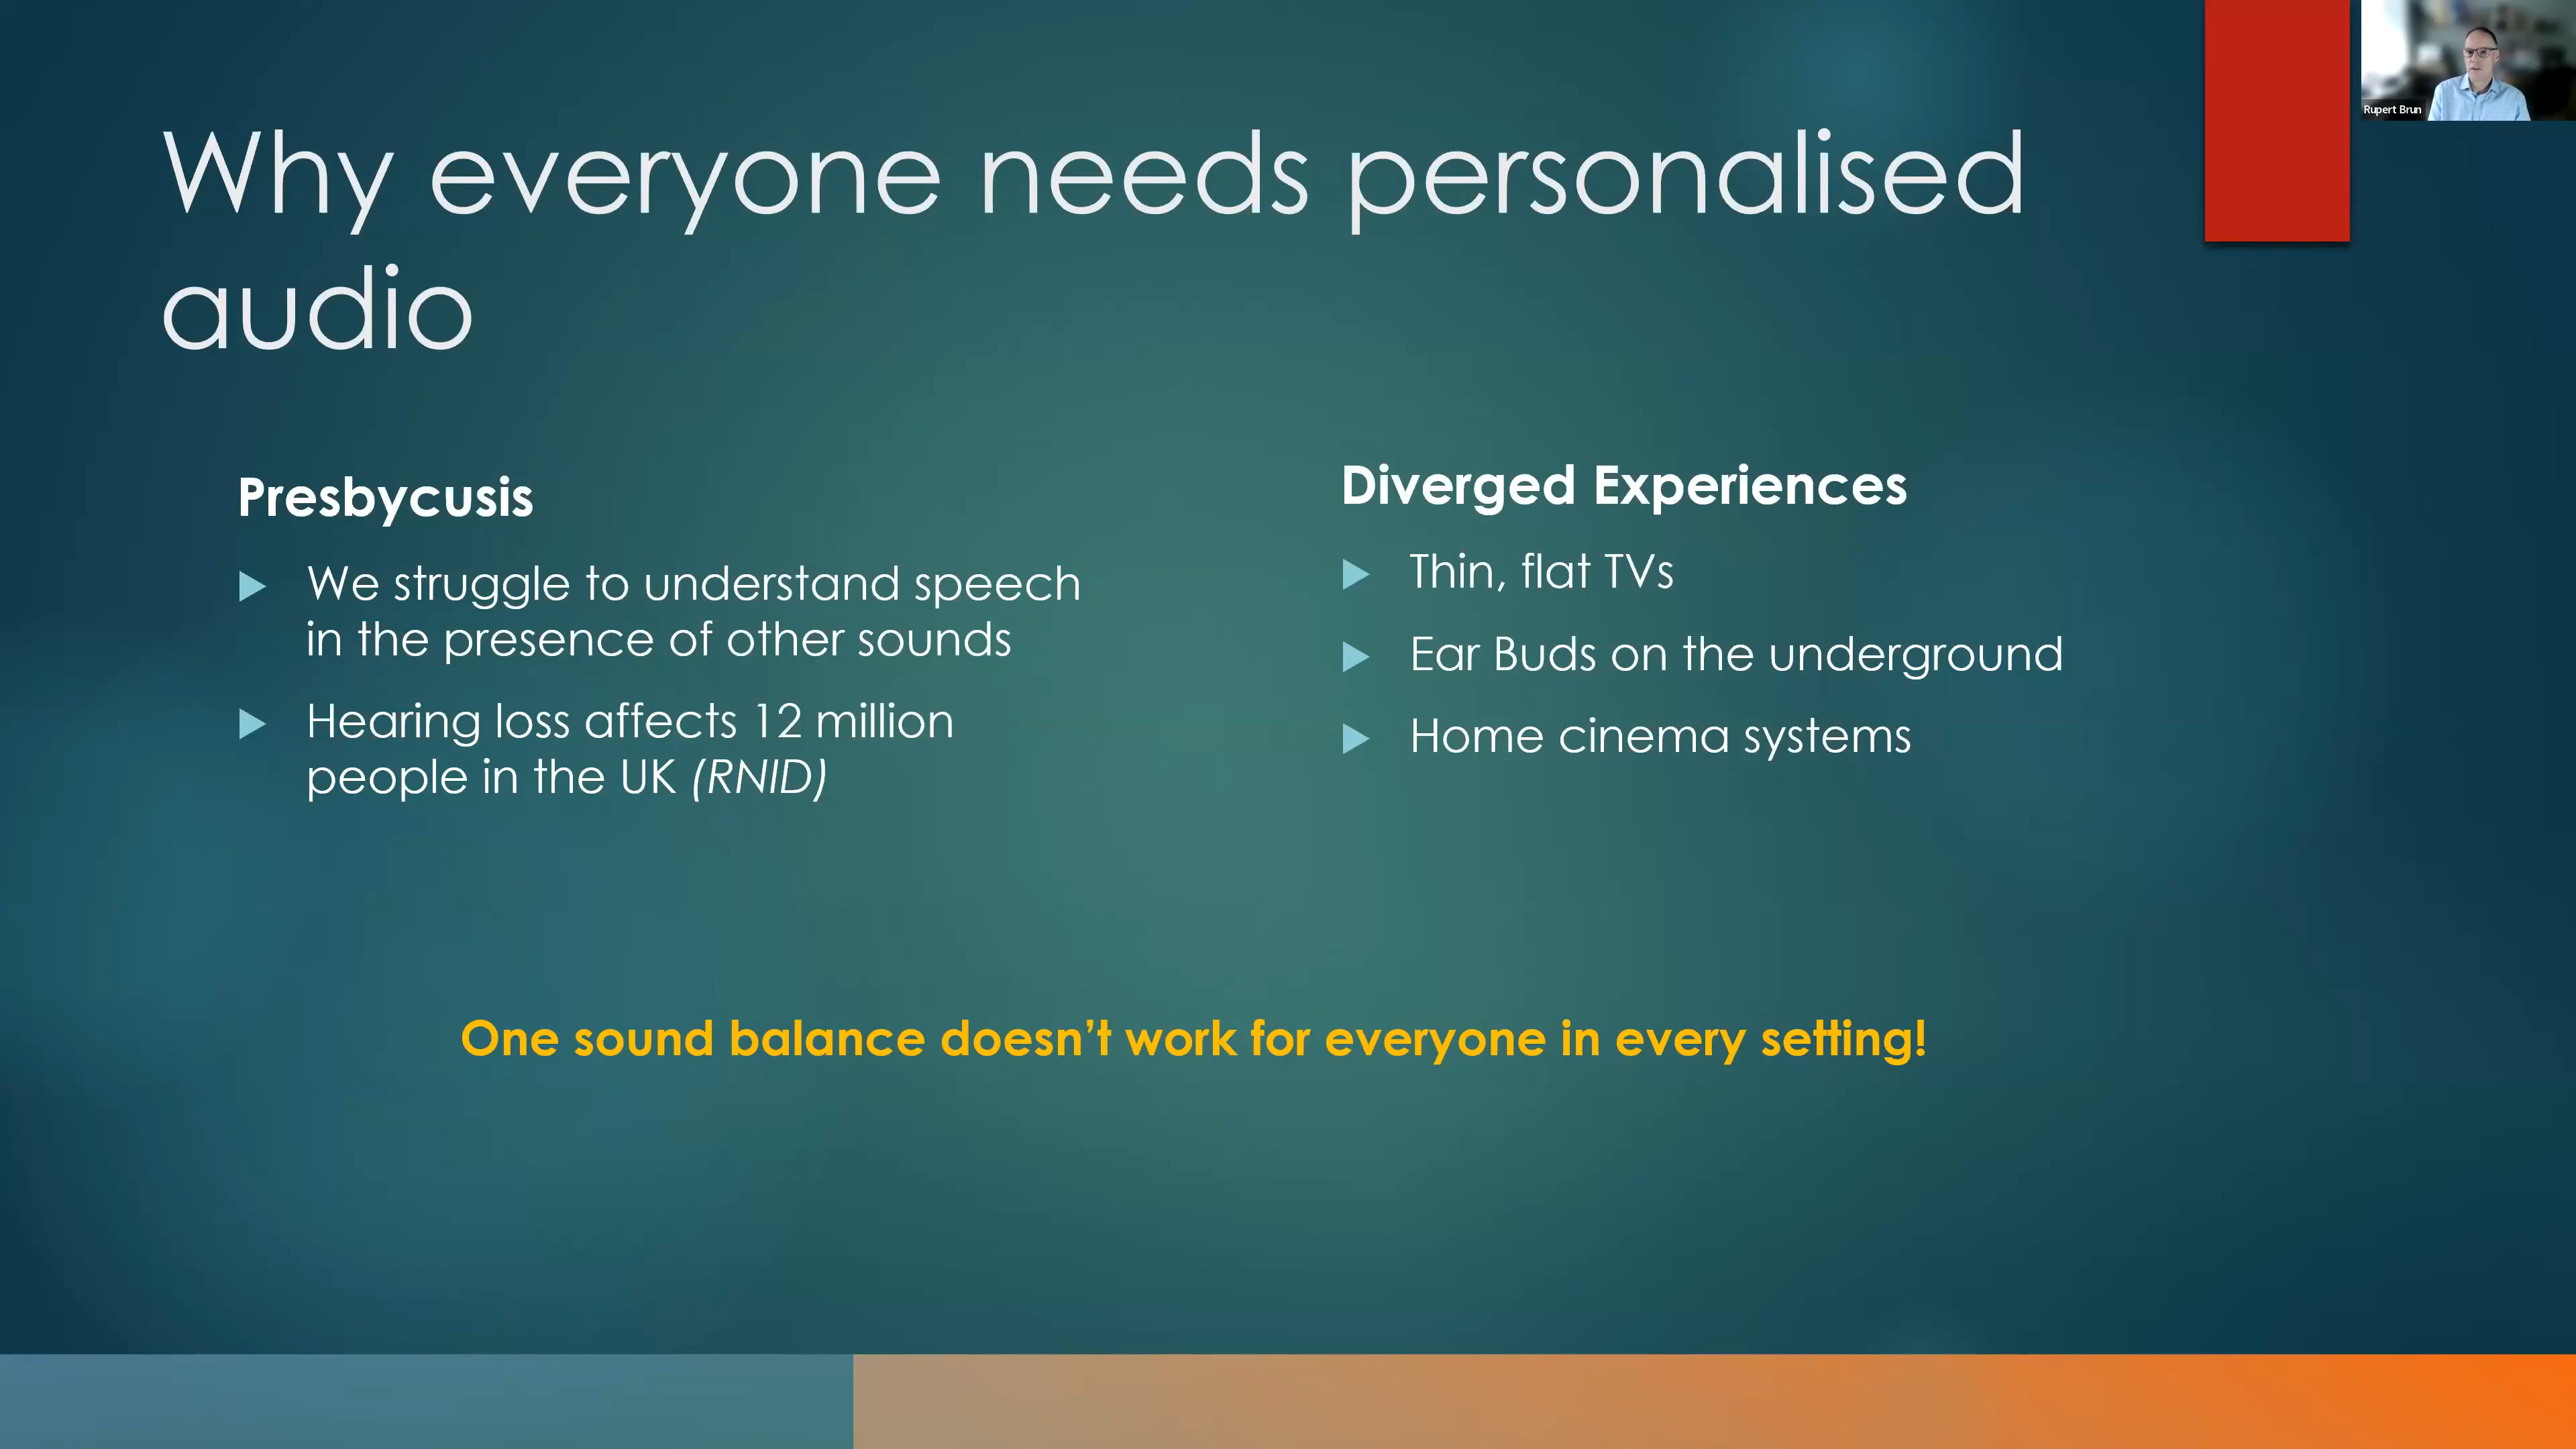 Why everyone needs personalised
audio
Rupert Brun
Presbycusis
We struggle to understand speech
in the presence of other sounds
Hearing loss affects 12 million
people in the UK (RNID)
Diverged Experiences
Thin, flat TVs
Ear Buds on the underground
Home cinema systems
One sound balance doesn’t work for everyone in every setting!